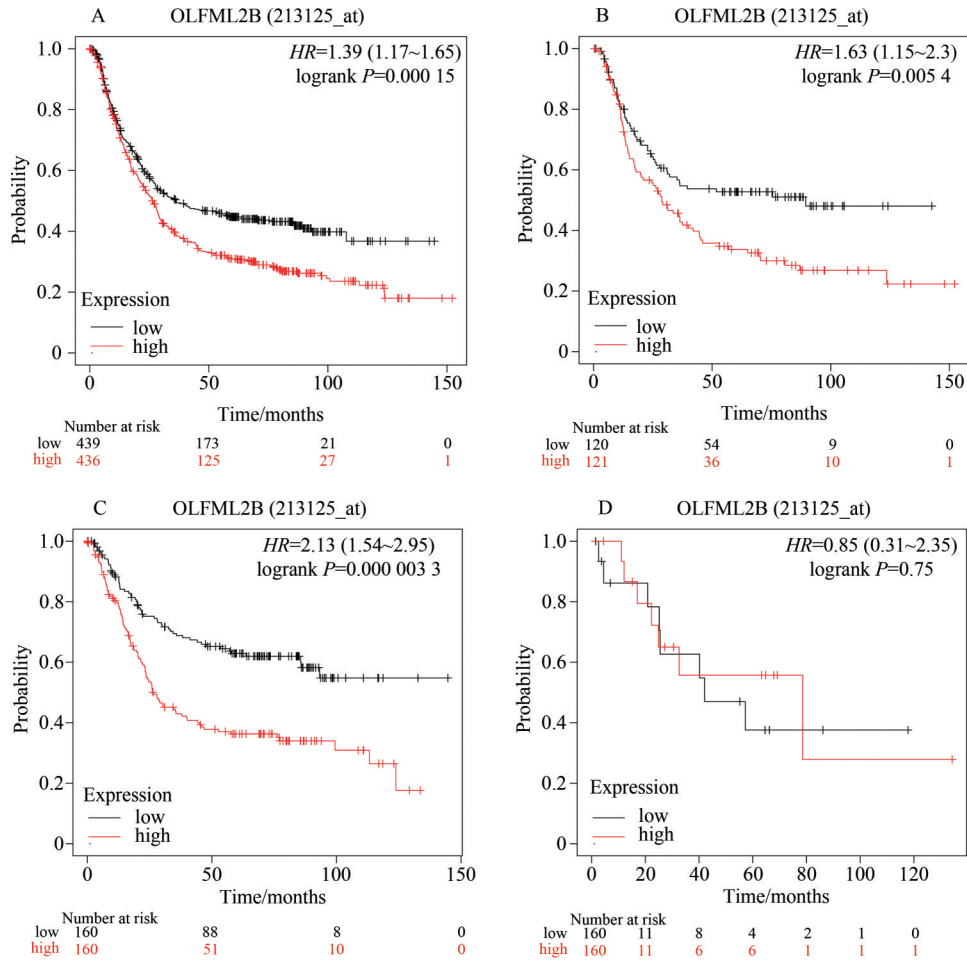 A
OLFML2B (213125_at)
HR=1.39 (1.17~1.65)
logrank P=0.000 15
Probability
1.0
0.8
0.6
0.4
0.2
0
Expression
low
high
0 50 100 150
Time/months
Number at risk
low 439 173 21 0
high 436 125 27 1
B
OLFML2B (213125_at)
HR=1.63 (1.15~2.3)
logrank P=0.005 4
Probability
1.0
0.8
0.6
0.4
0.2
0
Expression
low
high
0 50 100 150
Time/months
Number at risk
low 120 54 9 0
high 121 36 10 1
C
OLFML2B (213125_at)
HR=2.13 (1.54~2.95)
logrank P=0.000 003 3
Probability
1.0
0.8
0.6
0.4
0.2
0
Expression
low
high
0 50 100 150
Time/months
Number at risk
low 160 88 8 0
high 160 51 10 0
D
OLFML2B (213125_at)
HR=0.85 (0.31~2.35)
logrank P=0.75
Probability
1.0
0.8
0.6
0.4
0.2
0
Expression
low
high
0 20 40 60 80 100 120
Time/months
Number at risk
low 160 11 8 4 2 1 0
high 160 11 6 6 1 1 1